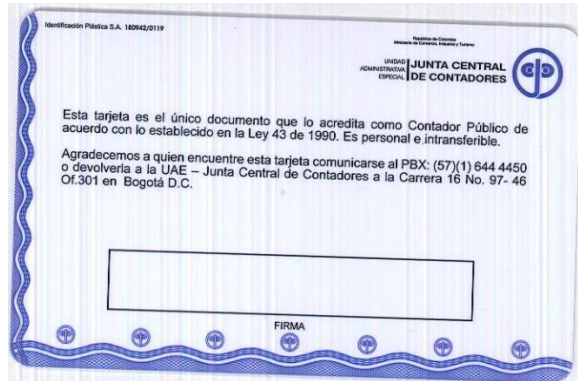 Identificación Plástica S.A. 180942/0119
República de Colombia
Ministerio de Comercio, Industria y Turismo
UNIDAD
ADMINISTRATIVA
ESPECIAL
JUNTA CENTRAL
DE CONTADORES
Esta tarjeta es el único documento que lo acredita como Contador Público de
acuerdo con lo establecido en la Ley 43 de 1990. Es personal e intransferible.
Agradecemos a quien encuentre esta tarjeta comunicarse al PBX: (57)(1) 644 4450
o devolverla a la UAE – Junta Central de Contadores a la Carrera 16 No. 97- 46
Of.301 en Bogotá D.C.
FIRMA